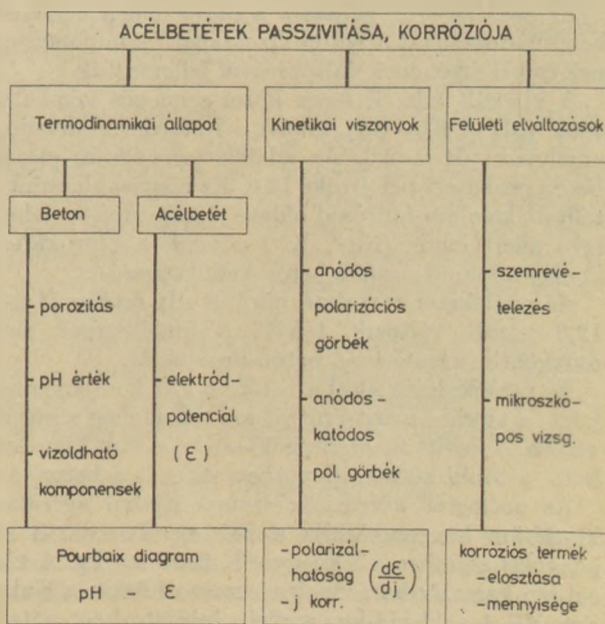 ACÉLBETÉTEK PASSZIVITÁSA, KORRÓZIÓJA
Termodinamikai állapot
Kinetikai viszonyok
Felületi elváltozások
Beton
Acélbetét
- porozitás
- pH érték
- vizoldható
komponensek
elektród-
potenciál
(ε)
- anódos
polarizációs
görbék
- anódos -
katódos
pol. görbék
- szemrevé-
telezés
- mikroszkó-
pos vizsg.
Pourbaix diagram
pH - ε
-polarizál-
hatóság (dε/dj)
-j korr.
korróziós termék
-elosztása
-mennyisége